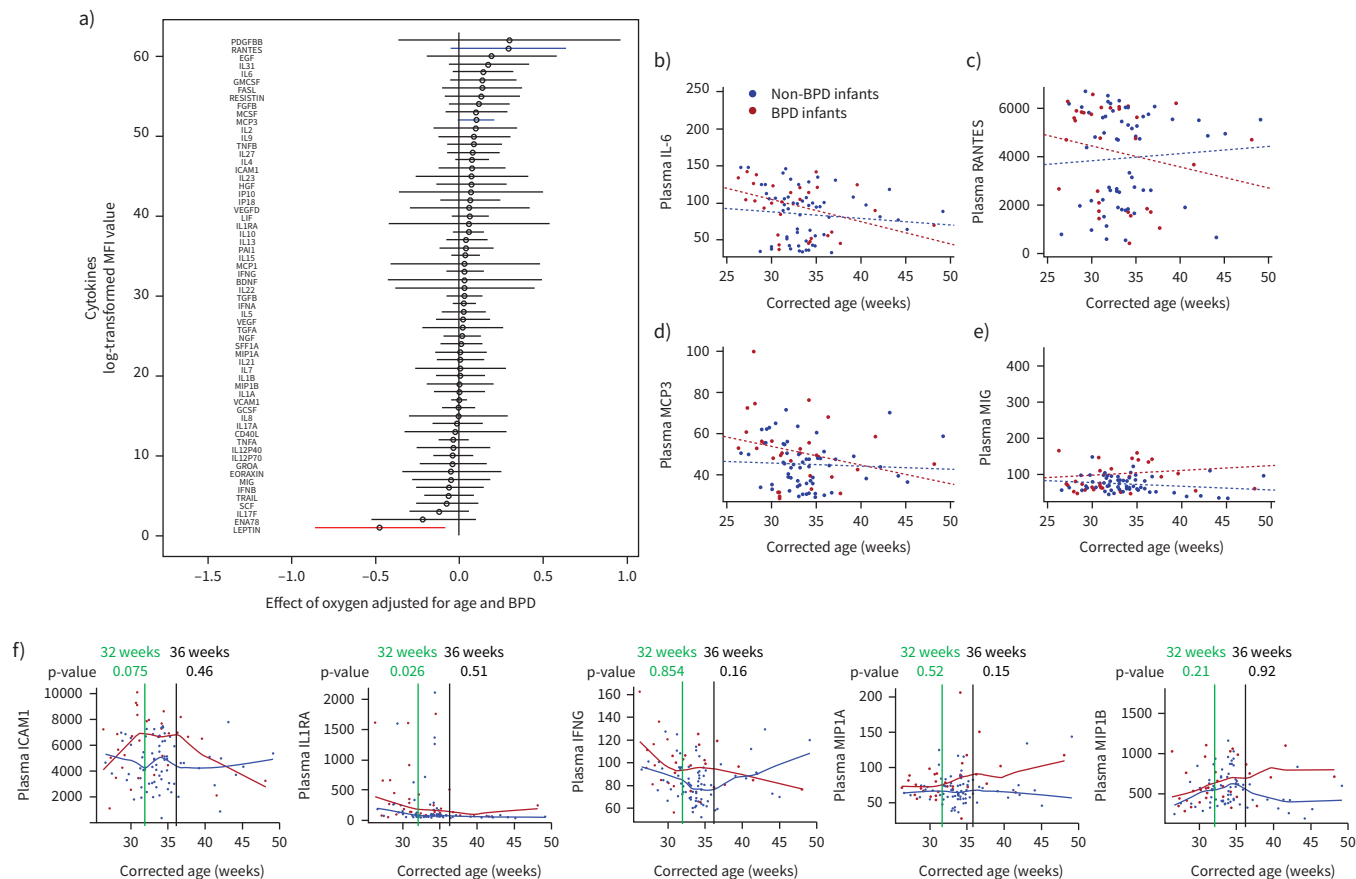 a)
Cytokines
log-transformed MFI value
60
50
40
30
20
10
0
PDGFBB
RANTES
EGF
IL31
IL6
GMCSF
FASL
RESISTIN
FGFB
MCSF
MCP3
IL2
IL9
TNFB
IL27
IL4
ICAM1
IL23
HGF
IP10
IP18
VEGFD
LIF
IL1RA
IL10
IL13
PAI1
IL15
MCP1
IFNG
BDNF
IL22
TGFB
IFNA
IL5
VEGF
TGFA
NGF
SFF1A
MIP1A
IL21
IL7
IL1B
MIP1B
IL1A
VCAM1
GCSF
IL8
IL17A
CD40L
TNFA
IL12P40
IL12P70
GROA
EORAXIN
MIG
IFNB
TRAIL
SCF
IL17F
ENA78
LEPTIN
–1.5 –1.0 –0.5 0.0 0.5 1.0
Effect of oxygen adjusted for age and BPD
b)
Non-BPD infants
BPD infants
Plasma IL-6
250
200
150
100
50
25 30 35 40 45 50
Corrected age (weeks)
c)
Plasma RANTES
6000
4000
2000
0
25 30 35 40 45 50
Corrected age (weeks)
d)
Plasma MCP3
100
80
60
40
25 30 35 40 45 50
Corrected age (weeks)
e)
Plasma MIG
400
300
200
100
25 30 35 40 45 50
Corrected age (weeks)
f)
32 weeks 36 weeks
p-value 0.075 0.46
Plasma ICAM1
10000
8000
6000
4000
2000
30 35 40 45 50
Corrected age (weeks)
32 weeks 36 weeks
p-value 0.026 0.51
Plasma IL1RA
2000
1500
1000
500
0
30 35 40 45 50
Corrected age (weeks)
32 weeks 36 weeks
p-value 0.854 0.16
Plasma IFNG
160
140
120
100
80
60
30 35 40 45 50
Corrected age (weeks)
32 weeks 36 weeks
p-value 0.52 0.15
Plasma MIP1A
200
150
100
50
30 35 40 45 50
Corrected age (weeks)
32 weeks 36 weeks
p-value 0.21 0.92
Plasma MIP1B
1500
1000
500
30 35 40 45 50
Corrected age (weeks)